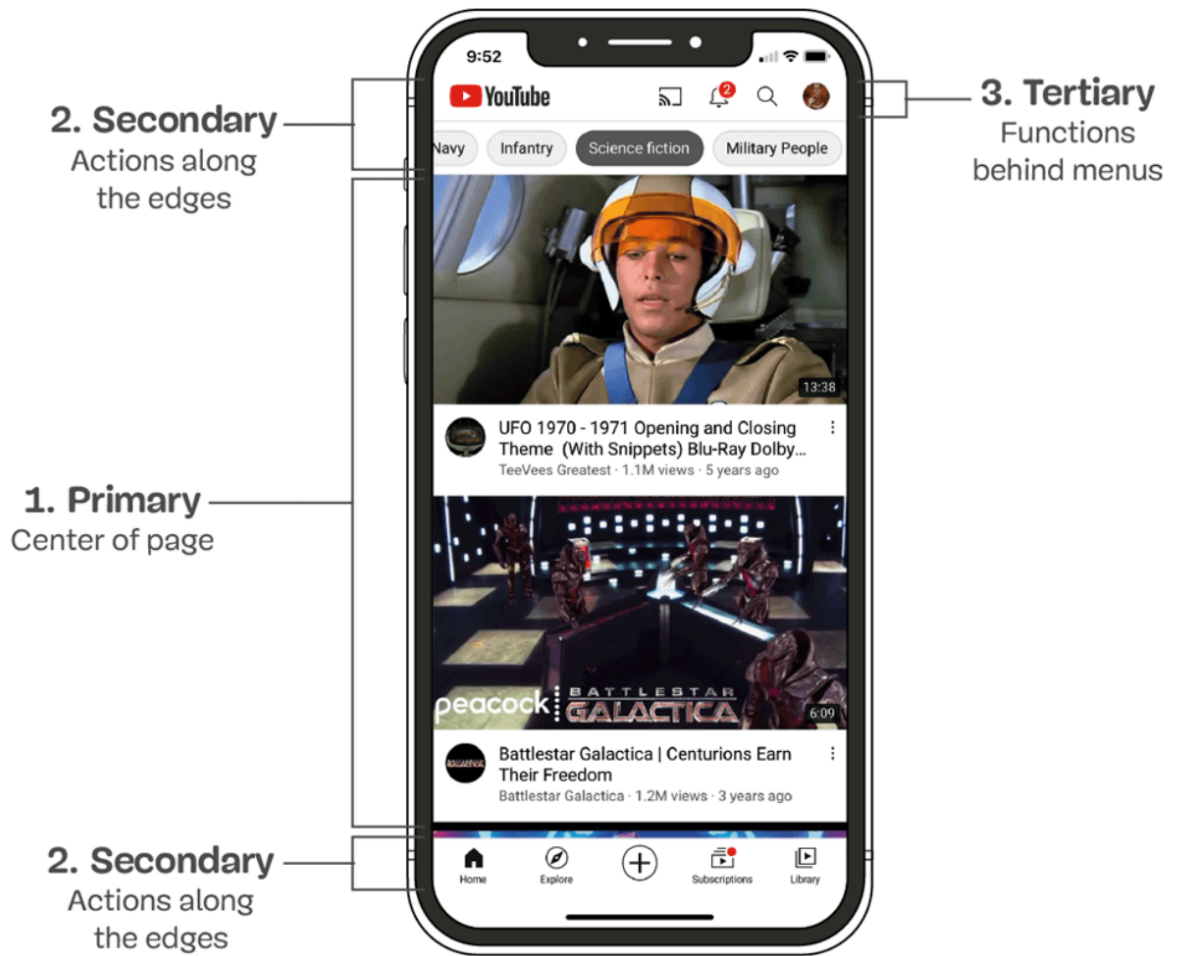 9:52
YouTube
2
2. Secondary
Actions along
the edges
3. Tertiary
Functions
behind menus
Navy
Infantry
Science fiction
Military People
13:38
UFO 1970 - 1971 Opening and Closing
Theme (With Snippets) Blu-Ray Dolby...
TeeVees Greatest · 1.1M views · 5 years ago
1. Primary
Center of page
peacock
BATTLESTAR
GALACTICA
6:09
Battlestar Galactica | Centurions Earn
Their Freedom
Battlestar Galactica · 1.2M views · 3 years ago
2. Secondary
Actions along
the edges
Home
Explore
Subscriptions
Library